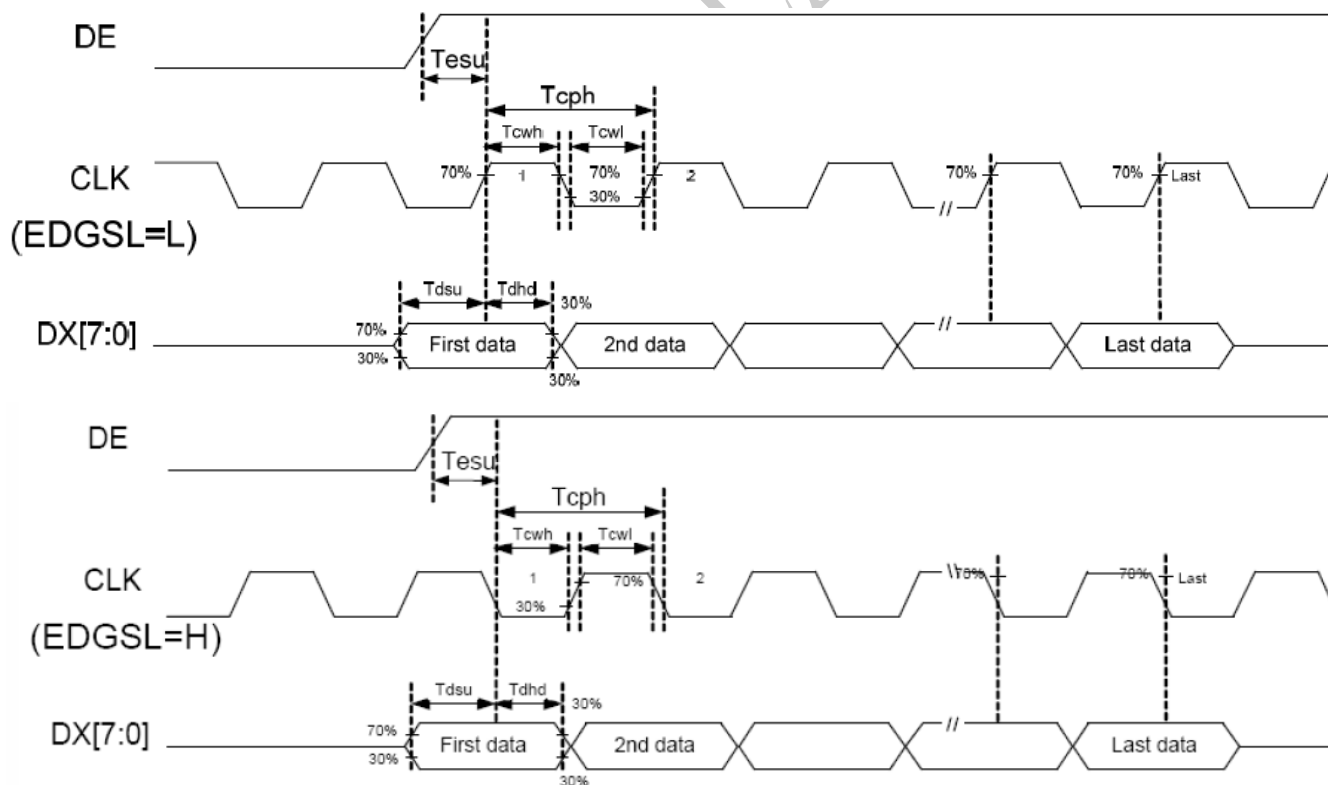 DE
Tesu
Tcph
Tcwh Tcwl
CLK 70% 1 70% 2 70% 70% Last
30%
(EDGSL=L) //
Tdsu Tdhd 30%
DX[7:0] 70% First data 2nd data // Last data
30% 30%
DE
Tesu
Tcph
Tcwh Tcwl
CLK 1 70% 2 \\ 70% 70% Last
30%
(EDGSL=H)
Tdsu Tdhd 30%
DX[7:0] 70% First data 2nd data // Last data
30% 30%